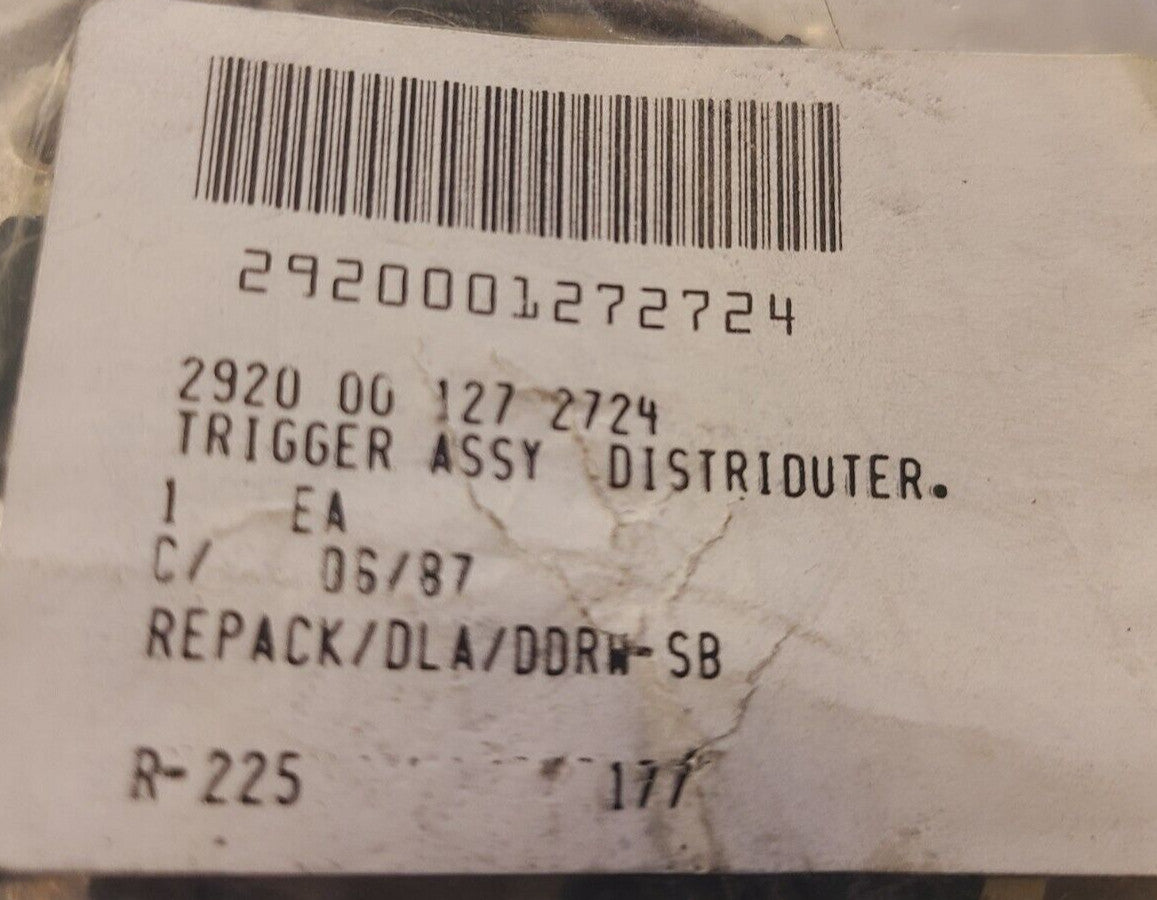 2920001272724
2920 00 127 2724
TRIGGER ASSY DISTRIDUTER.
1 EA
C/ 06/87
REPACK/DLA/DDRW-SB
R-225 177